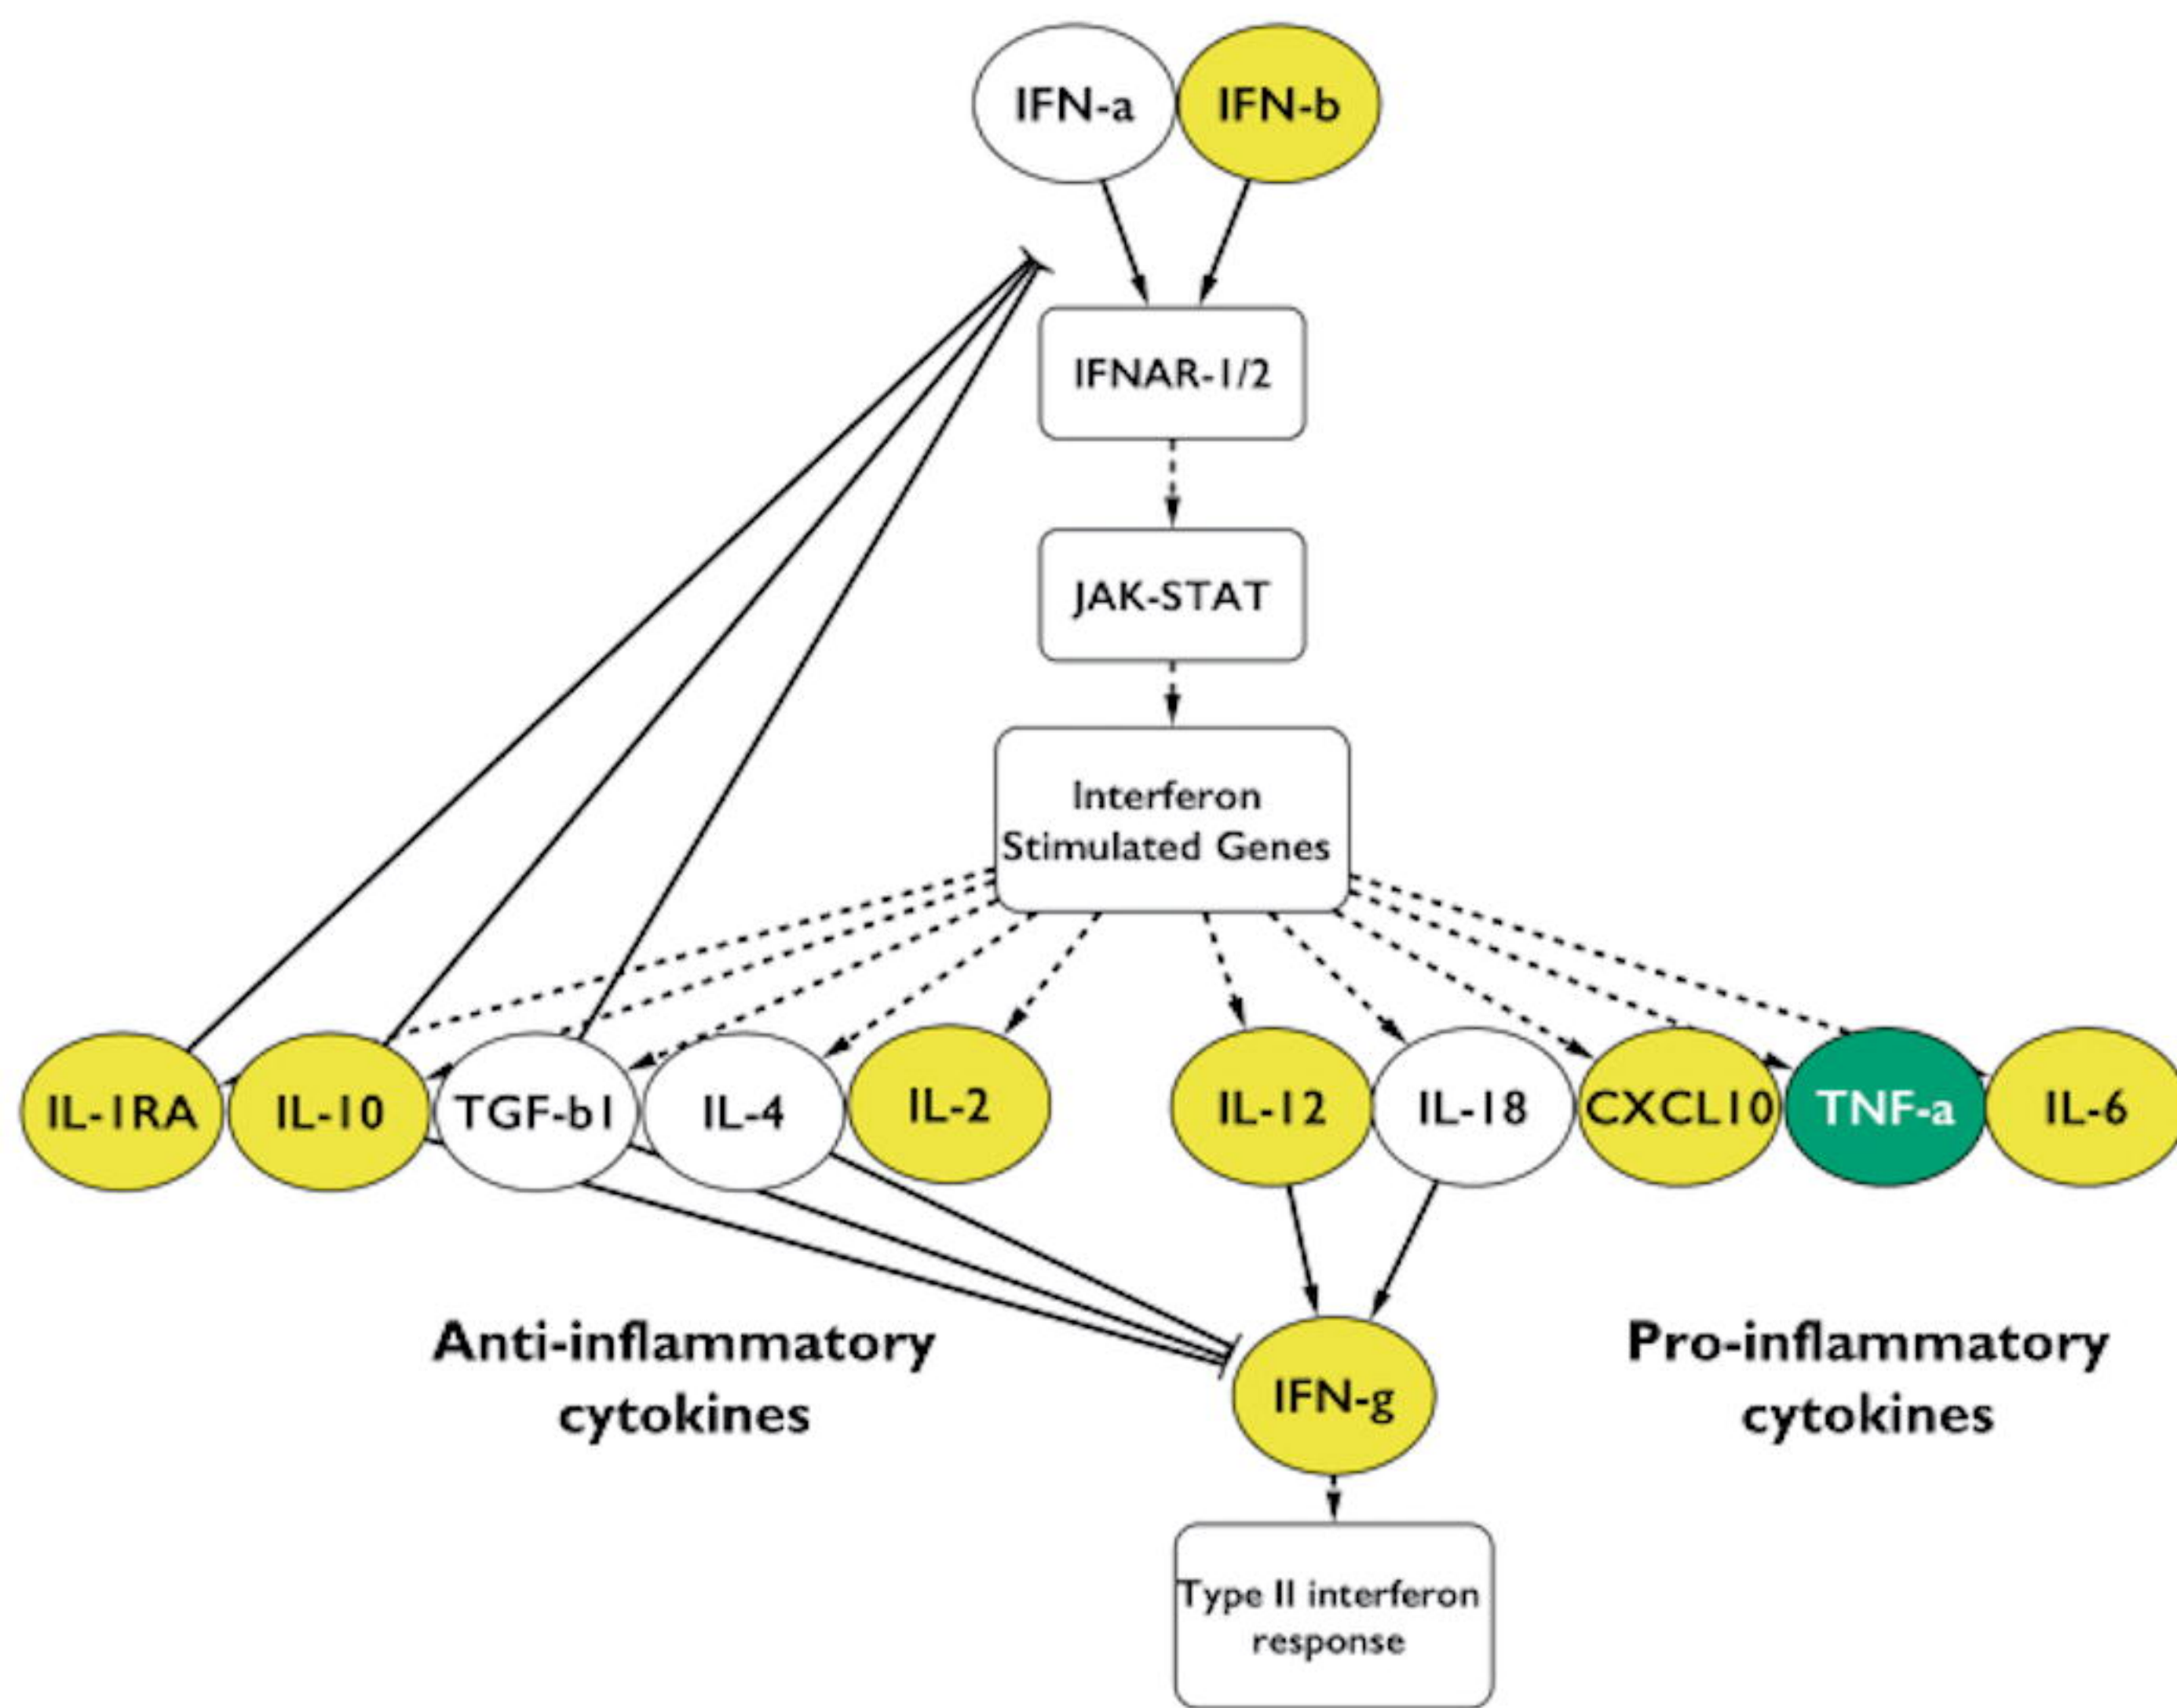 IFN-a
IFN-b
IFNAR-1/2
JAK-STAT
Interferon
Stimulated Genes
IL-1RA
IL-10
TGF-b1
IL-4
IL-2
IL-12
IL-18
CXCL10
TNF-a
IL-6
Anti-inflammatory
cytokines
Pro-inflammatory
cytokines
IFN-g
Type II interferon
response